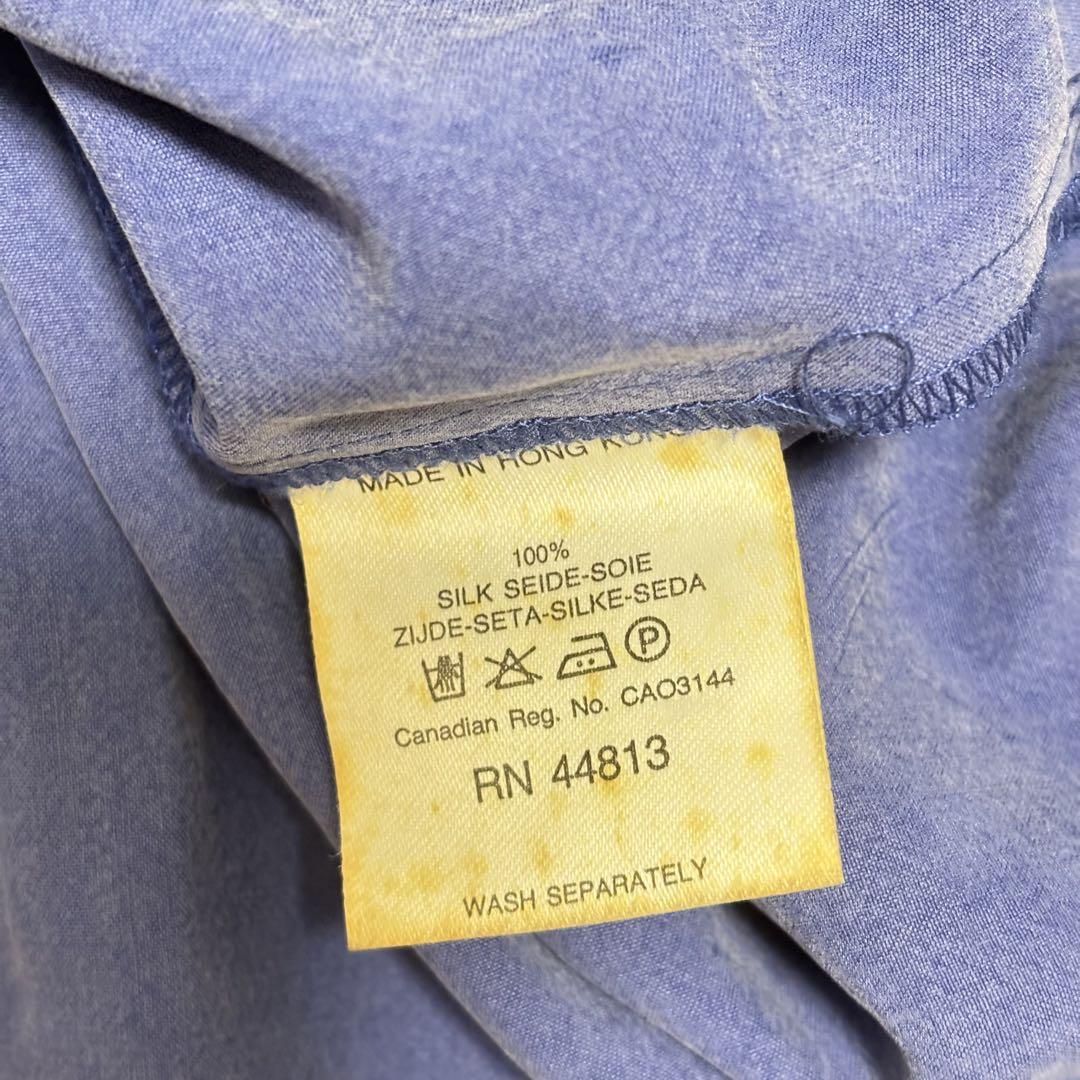 MADE IN HONG KONG
100%
SILK SEIDE-SOIE
ZIJDE-SETA-SILKE-SEDA
P
Canadian Reg. No. CAO3144
RN 44813
WASH SEPARATELY